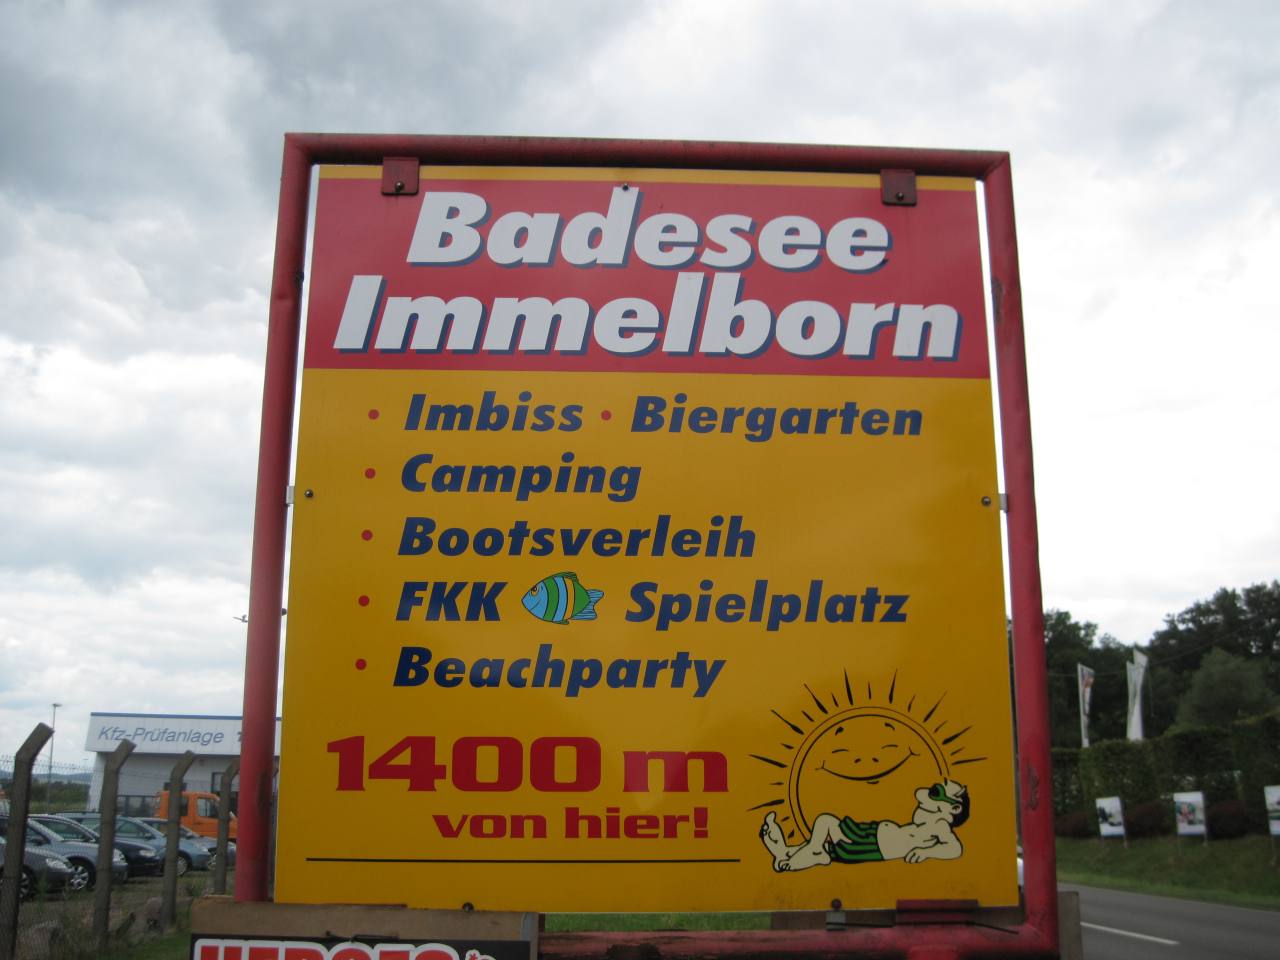 Badesee
Immelborn
• Imbiss • Biergarten
• Camping
• Bootsverleih
• FKK Spielplatz
• Beachparty
1400 m
von hier!
Kfz-Prüfanlage